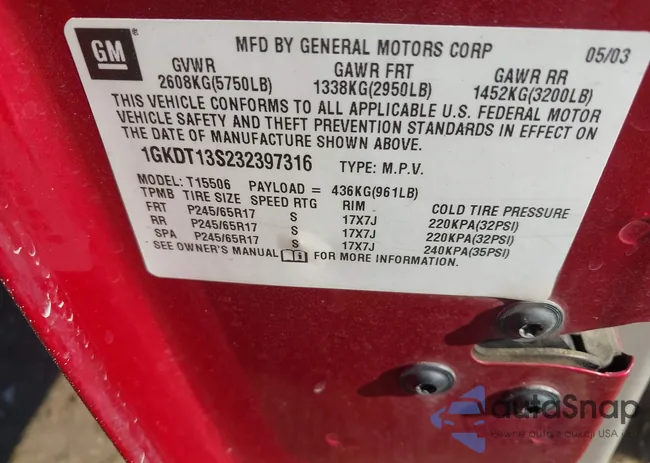 GM
MFD BY GENERAL MOTORS CORP 05/03
GVWR GAWR FRT GAWR RR
2608KG(5750LB) 1338KG(2950LB) 1452KG(3200LB)
THIS VEHICLE CONFORMS TO ALL APPLICABLE U.S. FEDERAL MOTOR
VEHICLE SAFETY AND THEFT PREVENTION STANDARDS IN EFFECT ON
THE DATE OF MANUFACTURE SHOWN ABOVE.
1GKDT13S232397316 TYPE: M.P.V.
MODEL: T15506 PAYLOAD = 436KG(961LB)
TPMB TIRE SIZE SPEED RTG RIM COLD TIRE PRESSURE
FRT P245/65R17 S 17X7J 220KPA(32PSI)
RR P245/65R17 S 17X7J 220KPA(32PSI)
SPA P245/65R17 S 17X7J 240KPA(35PSI)
SEE OWNER'S MANUAL FOR MORE INFORMATION.
autoSnap
pewne auto z aukcji USA